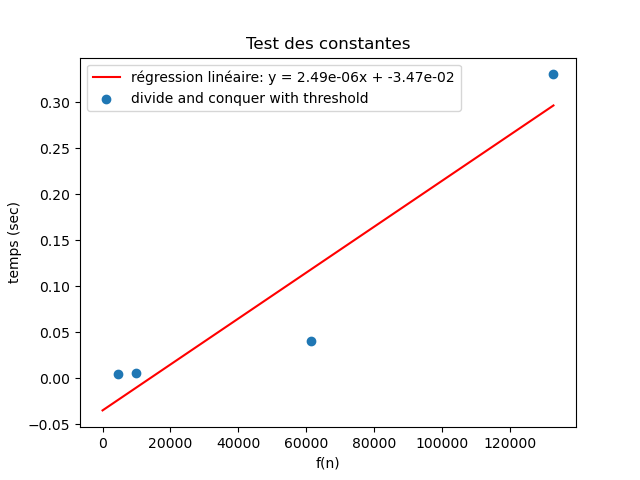 Test des constantes
régression linéaire: y = 2.49e-06x + -3.47e-02
divide and conquer with threshold
0.30
0.25
0.20
0.15
0.10
0.05
0.00
−0.05
temps (sec)
0 20000 40000 60000 80000 100000 120000
f(n)